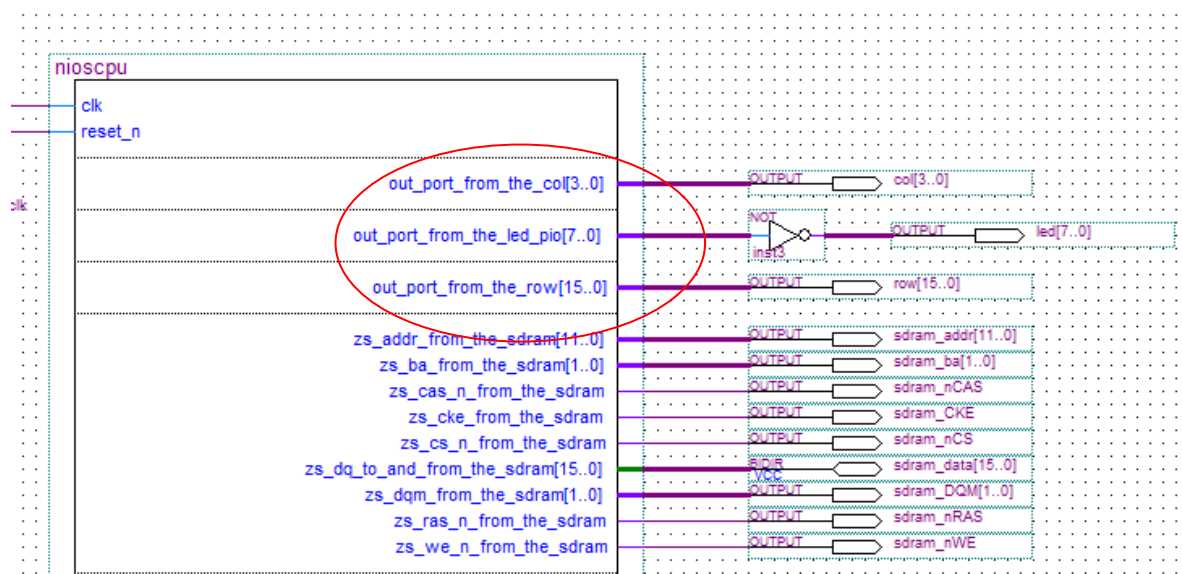 nioscpu
clk
reset_n
out_port_from_the_col[3..0] OUTPUT col[3..0]
clk
NOT
out_port_from_the_led_pio[7..0] OUTPUT led[7..0]
inst3
out_port_from_the_row[15..0] OUTPUT row[15..0]
zs_addr_from_the_sdram[11..0] OUTPUT sdram_addr[11..0]
zs_ba_from_the_sdram[1..0] OUTPUT sdram_ba[1..0]
zs_cas_n_from_the_sdram OUTPUT sdram_nCAS
zs_cke_from_the_sdram OUTPUT sdram_CKE
zs_cs_n_from_the_sdram OUTPUT sdram_nCS
zs_dq_to_and_from_the_sdram[15..0] BIDIR sdram_data[15..0]
VCC
zs_dqm_from_the_sdram[1..0] OUTPUT sdram_DQM[1..0]
zs_ras_n_from_the_sdram OUTPUT sdram_nRAS
zs_we_n_from_the_sdram OUTPUT sdram_nWE